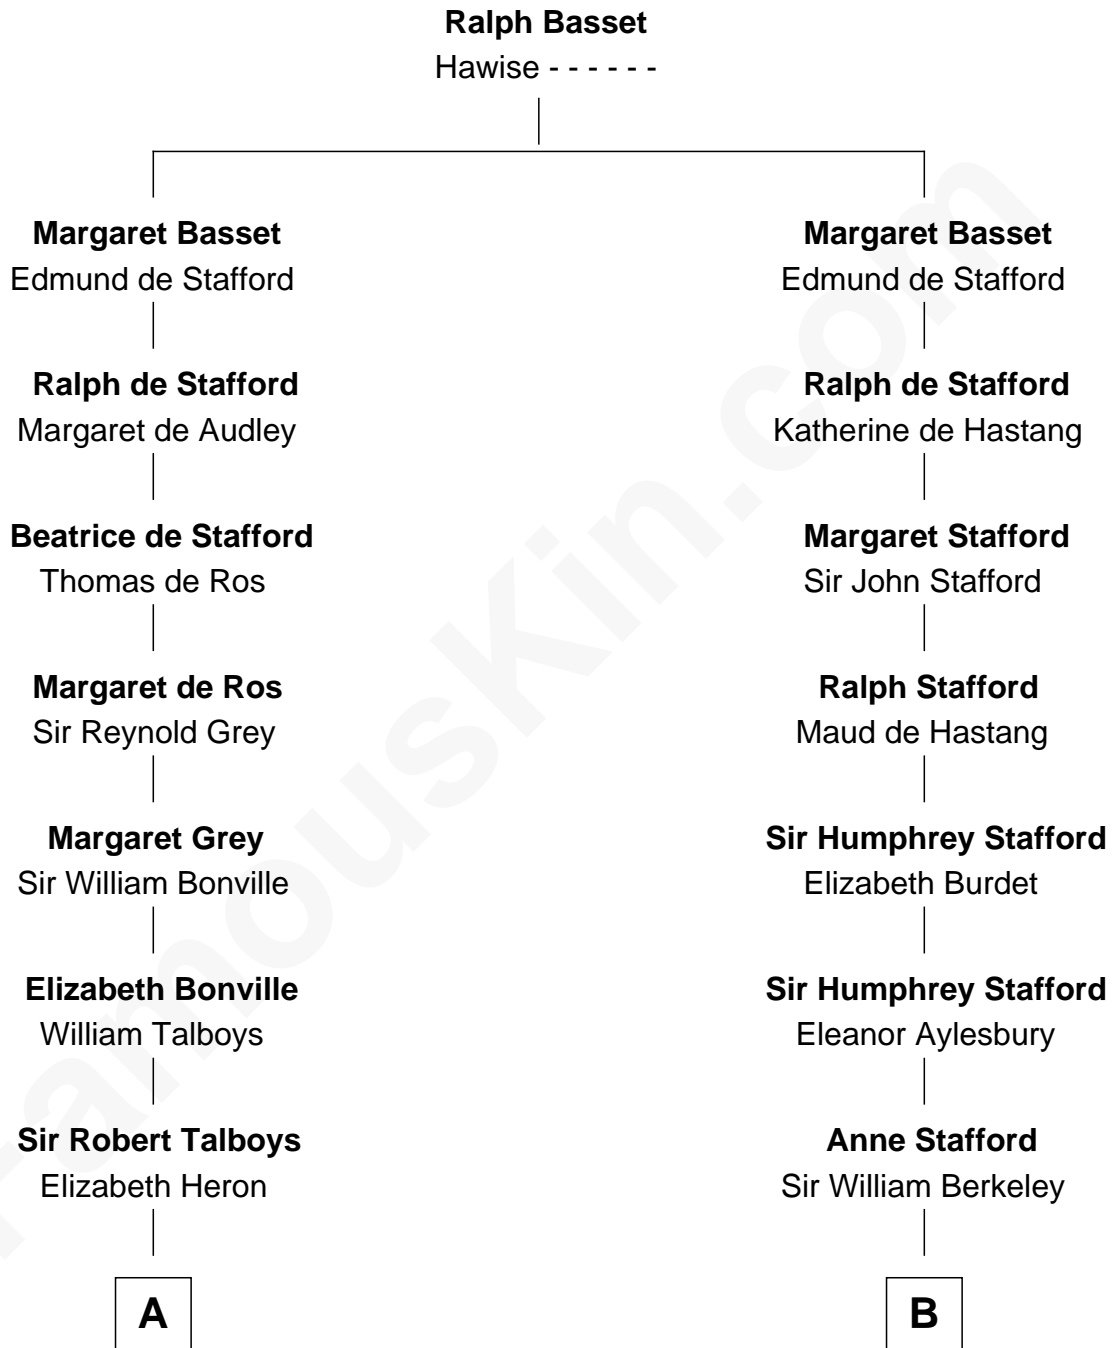 Ralph Basset
Hawise - - - - - -
Margaret Basset
Edmund de Stafford
Margaret Basset
Edmund de Stafford
Ralph de Stafford
Margaret de Audley
Ralph de Stafford
Katherine de Hastang
Beatrice de Stafford
Thomas de Ros
Margaret Stafford
Sir John Stafford
Margaret de Ros
Sir Reynold Grey
Ralph Stafford
Maud de Hastang
Margaret Grey
Sir William Bonville
Sir Humphrey Stafford
Elizabeth Burdet
Elizabeth Bonville
William Talboys
Sir Humphrey Stafford
Eleanor Aylesbury
Sir Robert Talboys
Elizabeth Heron
Anne Stafford
Sir William Berkeley
A
B
FamousKin.com